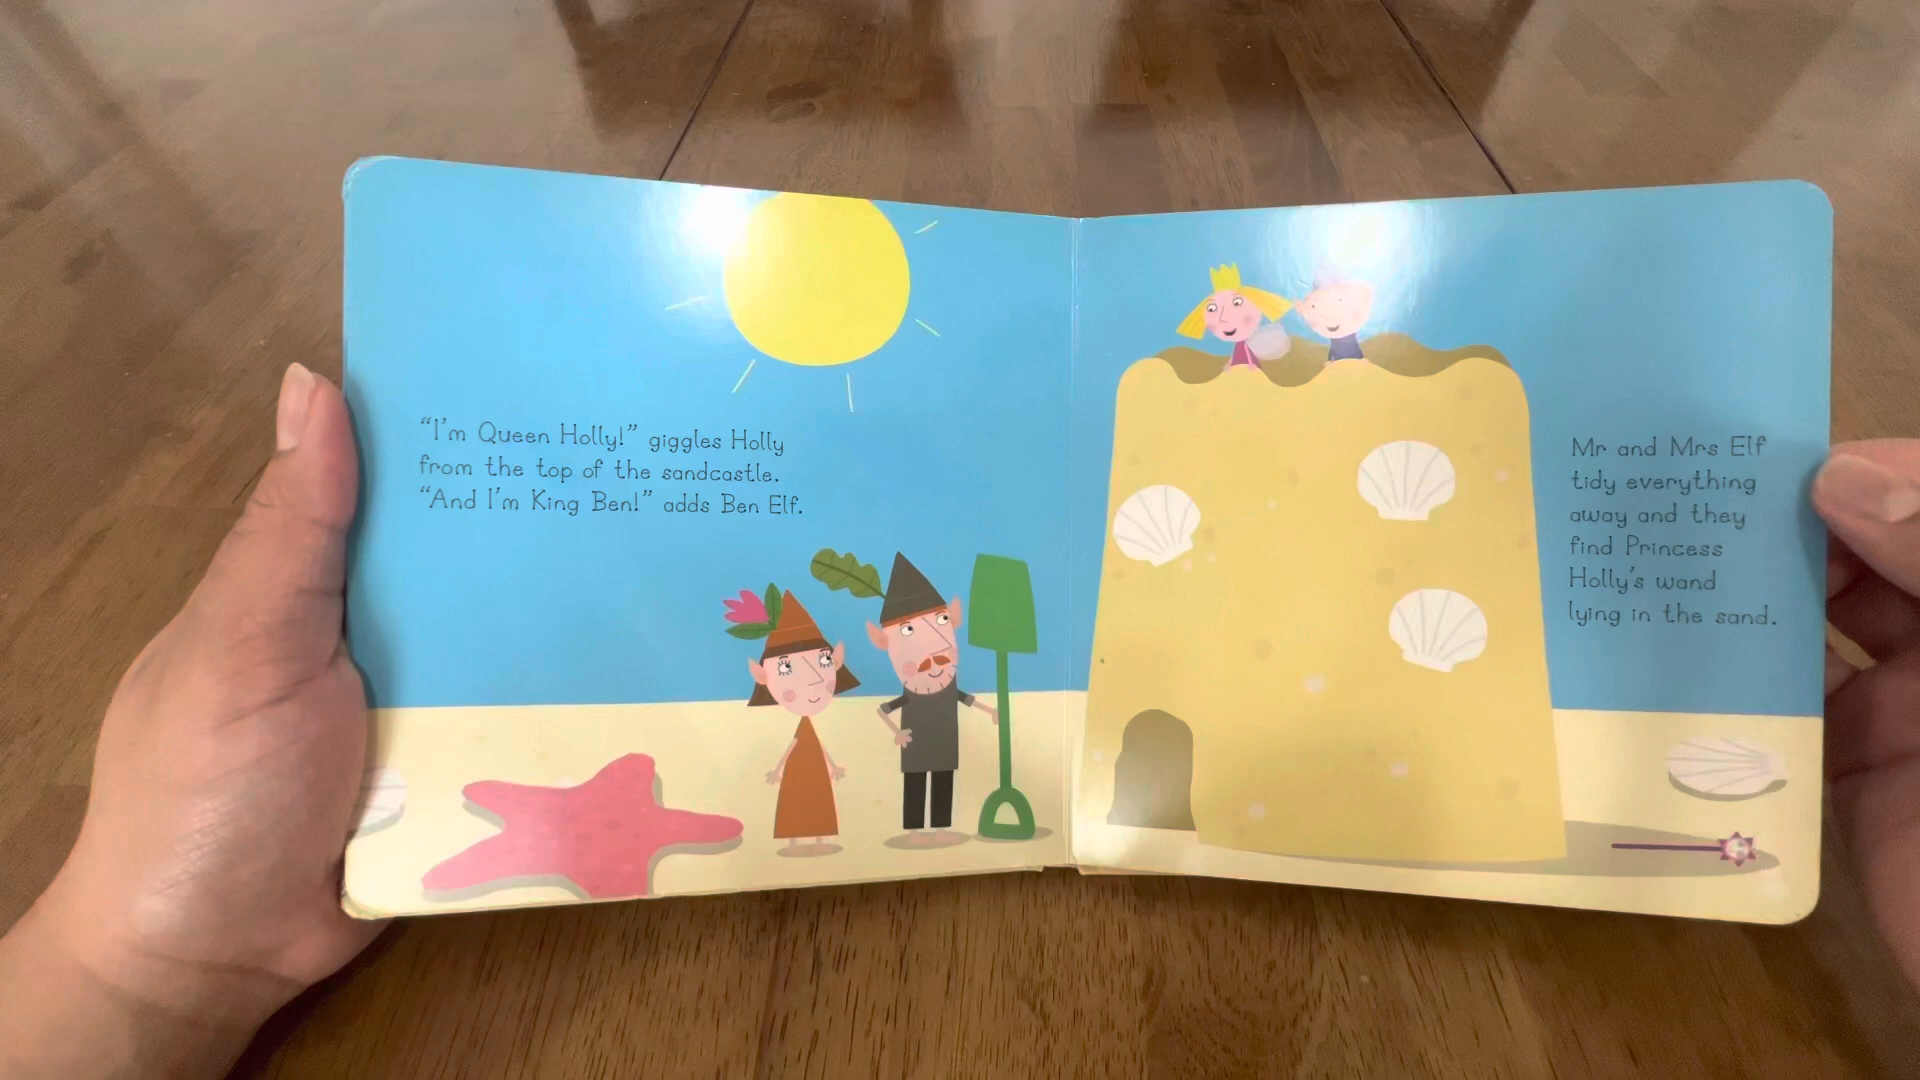 “I’m Queen Holly!” giggles Holly
from the top of the sandcastle.
“And I’m King Ben!” adds Ben Elf.
Mr and Mrs Elf
tidy everything
away and they
find Princess
Holly’s wand
lying in the sand.